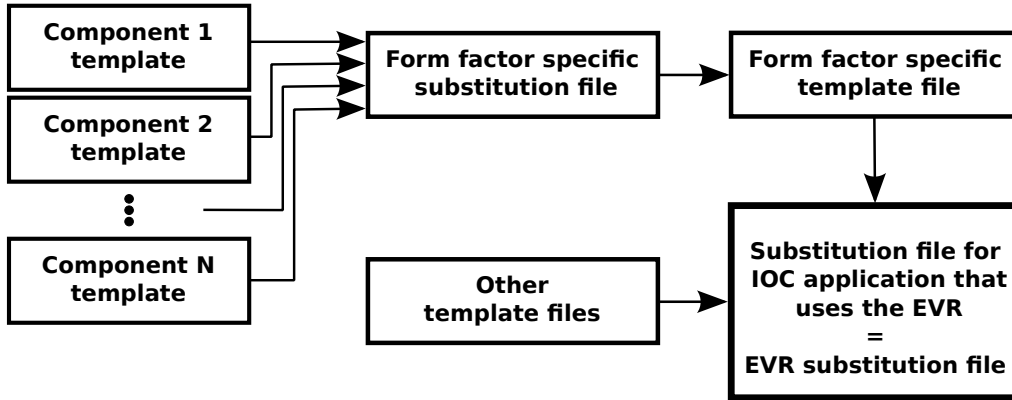 Component 1
template
Component 2
template
Component N
template
Form factor specific
substitution file
Form factor specific
template file
Other
template files
Substitution file for
IOC application that
uses the EVR
=
EVR substitution file